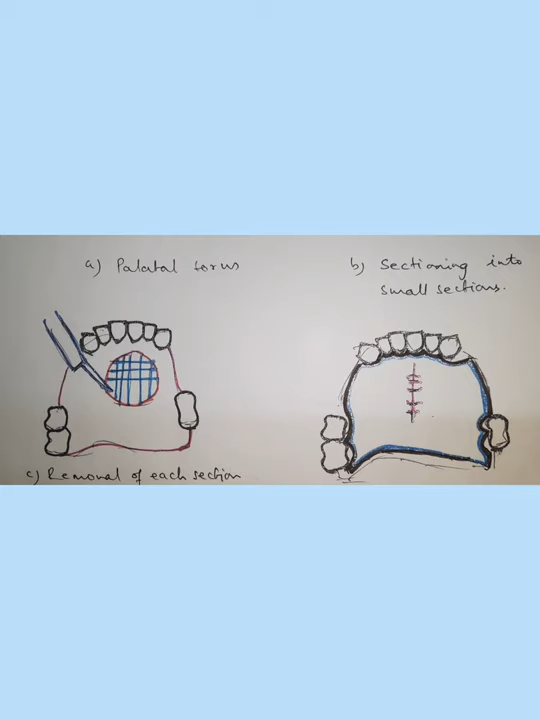 a) Palatal torus
b) Sectioning into
small sections.
c) Removal of each section